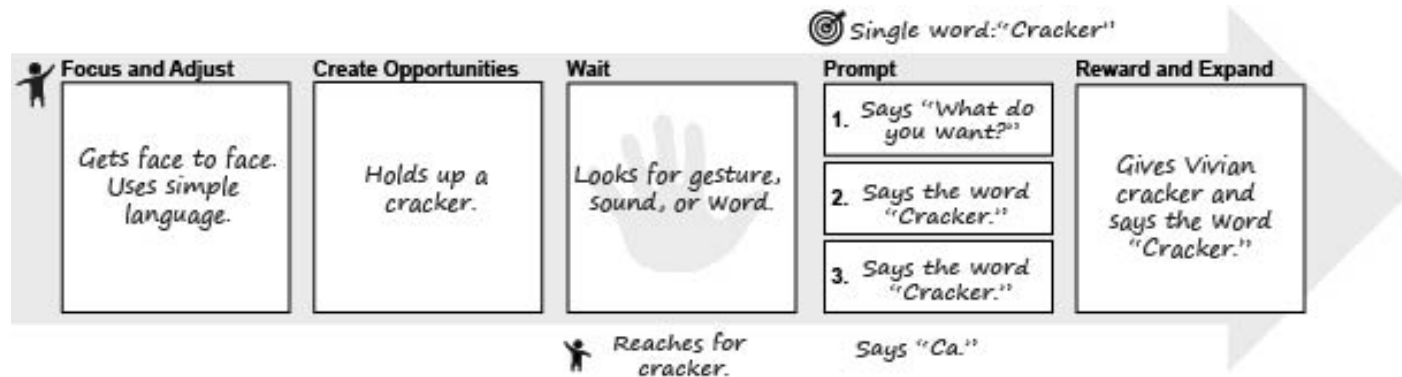 Single word:"Cracker"
Focus and Adjust
Gets face to face.
Uses simple
language.
Create Opportunities
Holds up a
cracker.
Wait
Looks for gesture,
sound, or word.
Prompt
1. Says "What do
you want?"
2. Says the word
"Cracker."
3. Says the word
"Cracker."
Reward and Expand
Gives Vivian
cracker and
says the word
"Cracker."
Reaches for
cracker.
Says "Ca."